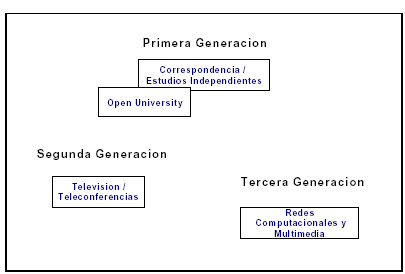 Primera Generacion
Correspondencia /
Estudios Independientes
Open University
Segunda Generacion
Television /
Teleconferencias
Tercera Generacion
Redes
Computacionales y
Multimedia